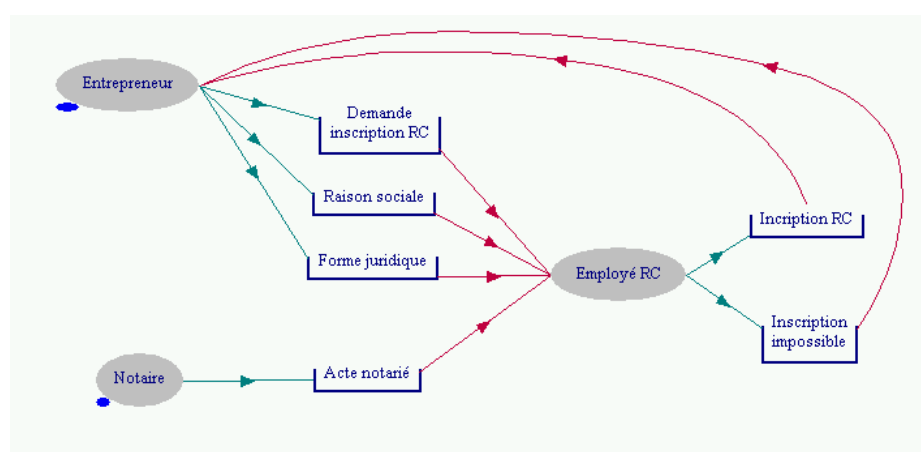 Entrepreneur
Demande
inscription RC
Raison sociale
Incription RC
Forme juridique
Employé RC
Inscription
impossible
Notaire
Acte notarié